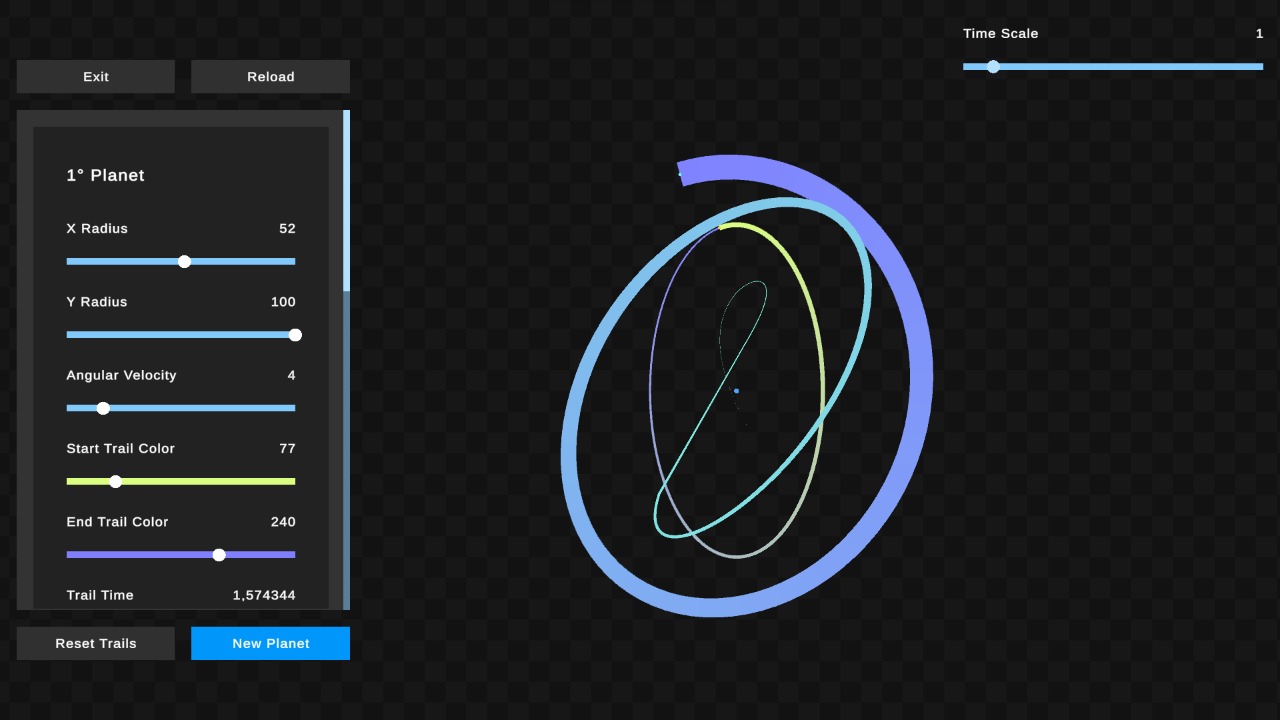 Time Scale 1
Exit Reload
1° Planet
X Radius 52
Y Radius 100
Angular Velocity 4
Start Trail Color 77
End Trail Color 240
Trail Time 1,574344
Reset Trails New Planet